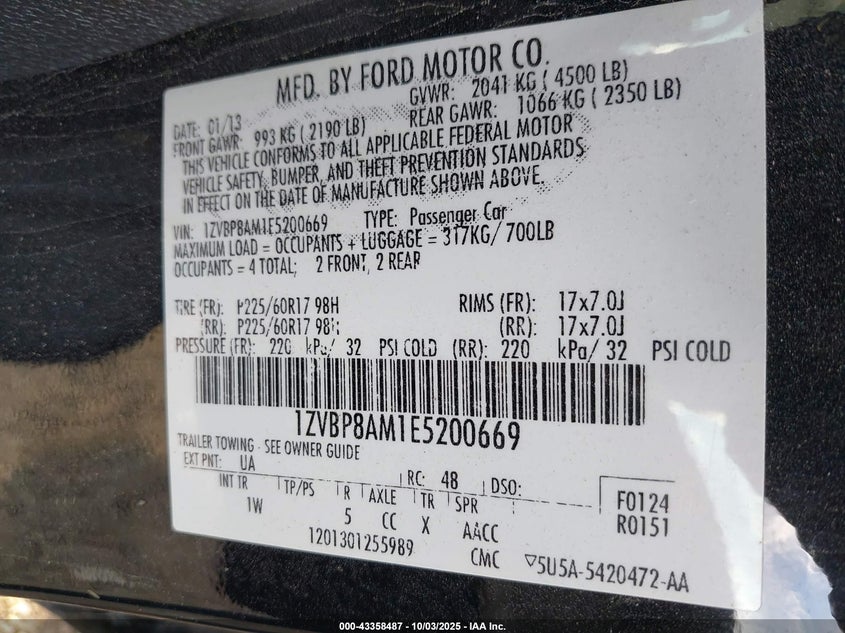 MFD. BY FORD MOTOR CO.
DATE: 01/13 GVWR: 2041 KG ( 4500 LB)
FRONT GAWR: 993 KG ( 2190 LB) REAR GAWR: 1066 KG ( 2350 LB)
THIS VEHICLE CONFORMS TO ALL APPLICABLE FEDERAL MOTOR
VEHICLE SAFETY, BUMPER, AND THEFT PREVENTION STANDARDS
IN EFFECT ON THE DATE OF MANUFACTURE SHOWN ABOVE.
VIN: 1ZVBP8AM1E5200669 TYPE: Passenger Car
MAXIMUM LOAD = OCCUPANTS + LUGGAGE = 317KG/ 700LB
OCCUPANTS = 4 TOTAL; 2 FRONT, 2 REAR
TIRE (FR): P225/60R17 98H RIMS (FR): 17x7.0J
(RR): P225/60R17 98H (RR): 17x7.0J
PRESSURE (FR): 220 kPa/ 32 PSI COLD (RR): 220 kPa/ 32 PSI COLD
1ZVBP8AM1E5200669
TRAILER TOWING - SEE OWNER GUIDE
EXT PNT: UA RC: 48 DSO:
INT TR TP/PS R AXLE TR SPR F0124
1W 5 CC X AACC R0151
1201301255989 CMC ▽5U5A-5420472-AA
000-43358487 - 10/03/2025 - IAA Inc.